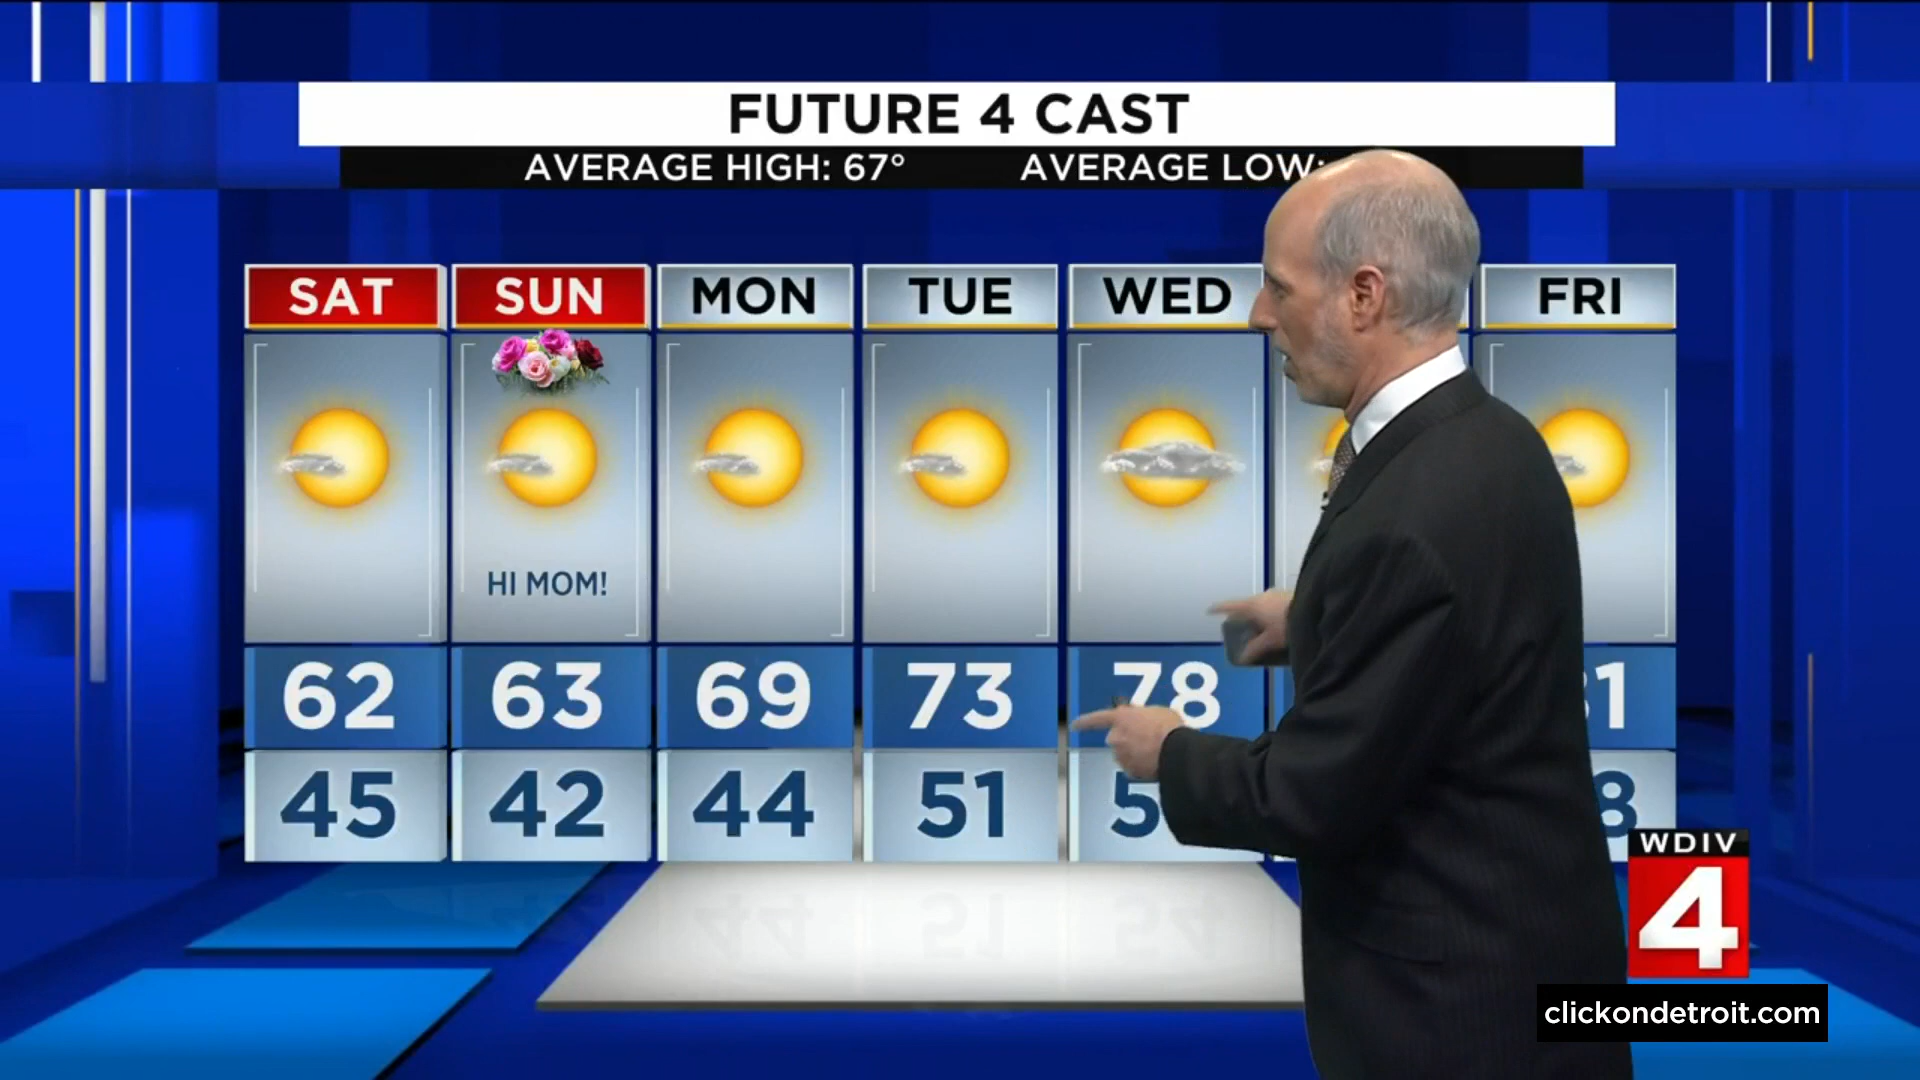 FUTURE 4 CAST
AVERAGE HIGH: 67° AVERAGE LOW:
SAT SUN MON TUE WED FRI
HI MOM!
62 63 69 73 78
45 42 44 51
WDIV
4
clickondetroit.com